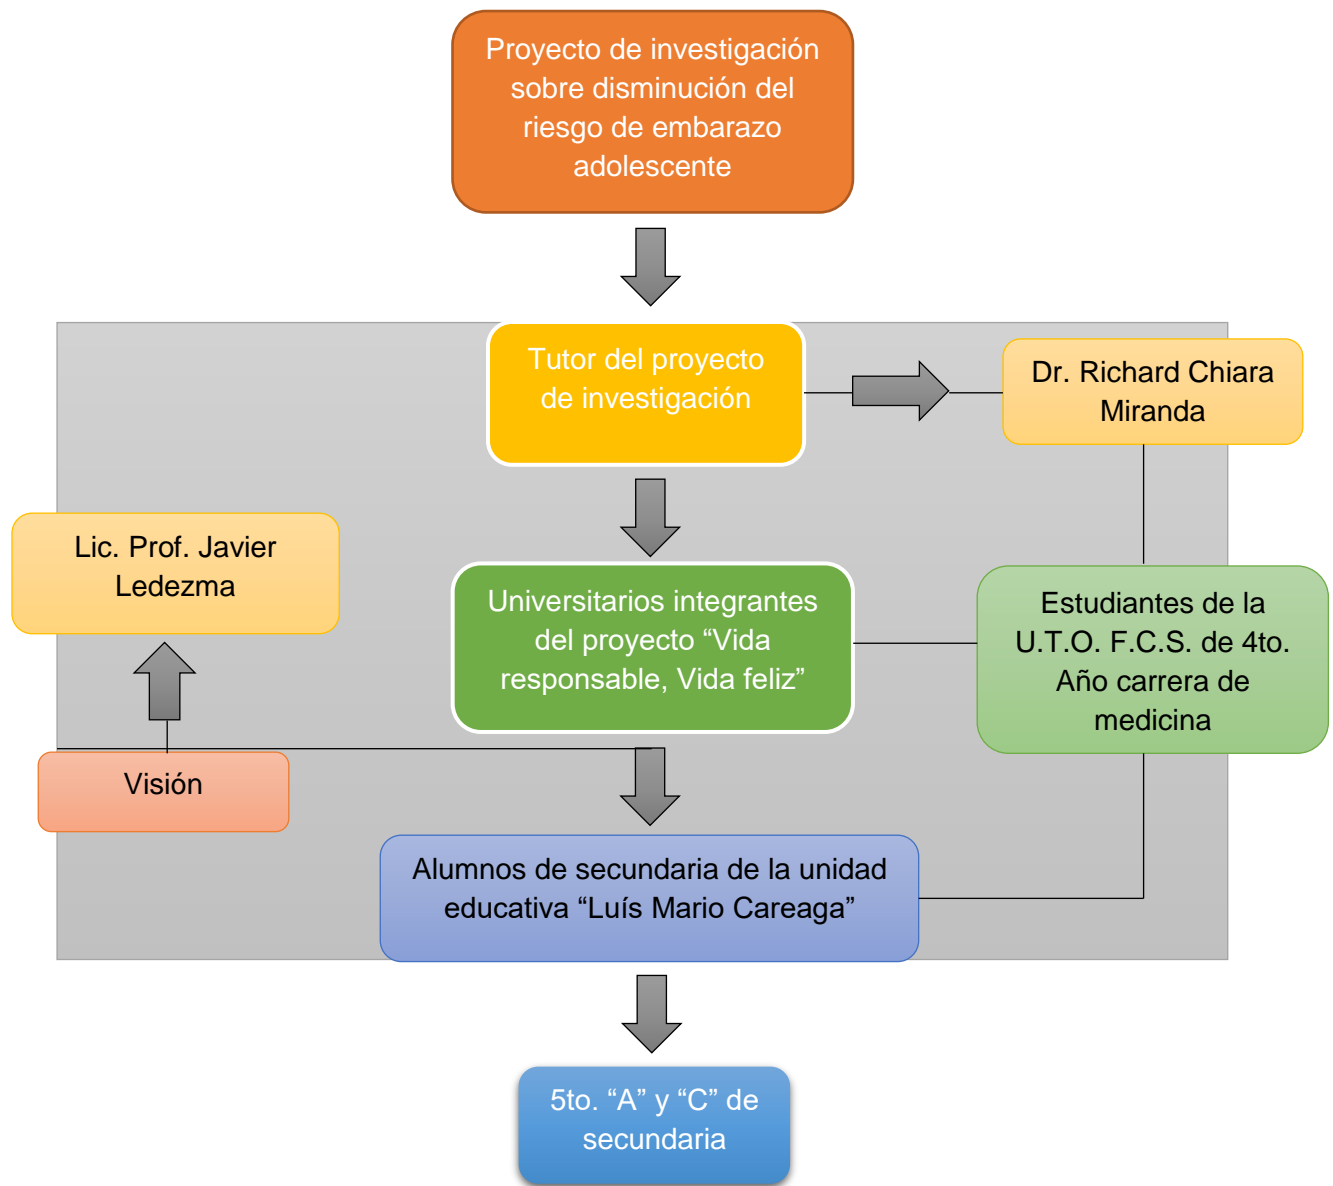 Proyecto de investigación
sobre disminución del
riesgo de embarazo
adolescente
Tutor del proyecto
de investigación
Dr. Richard Chiara
Miranda
Lic. Prof. Javier
Ledezma
Universitarios integrantes
del proyecto “Vida
responsable, Vida feliz”
Estudiantes de la
U.T.O. F.C.S. de 4to.
Año carrera de
medicina
Visión
Alumnos de secundaria de la unidad
educativa “Luís Mario Careaga”
5to. “A” y “C” de
secundaria